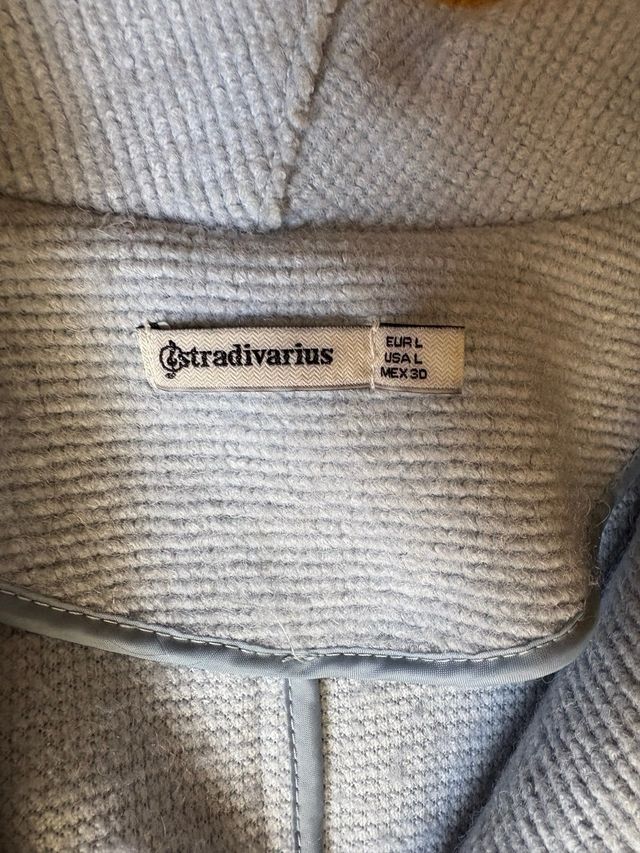 stradivarius
EUR L
USA L
MEX 30